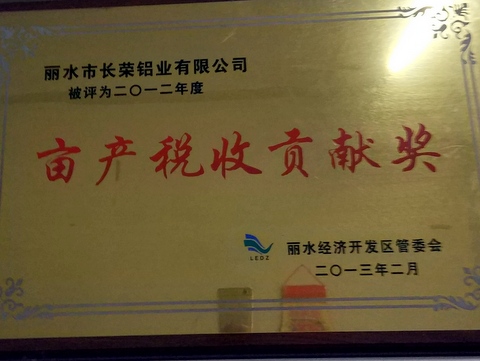 丽水市长荣铝业有限公司
被评为二〇一二年度
亩产税收贡献奖
LEDZ
丽水经济开发区管委会
二〇一三年二月